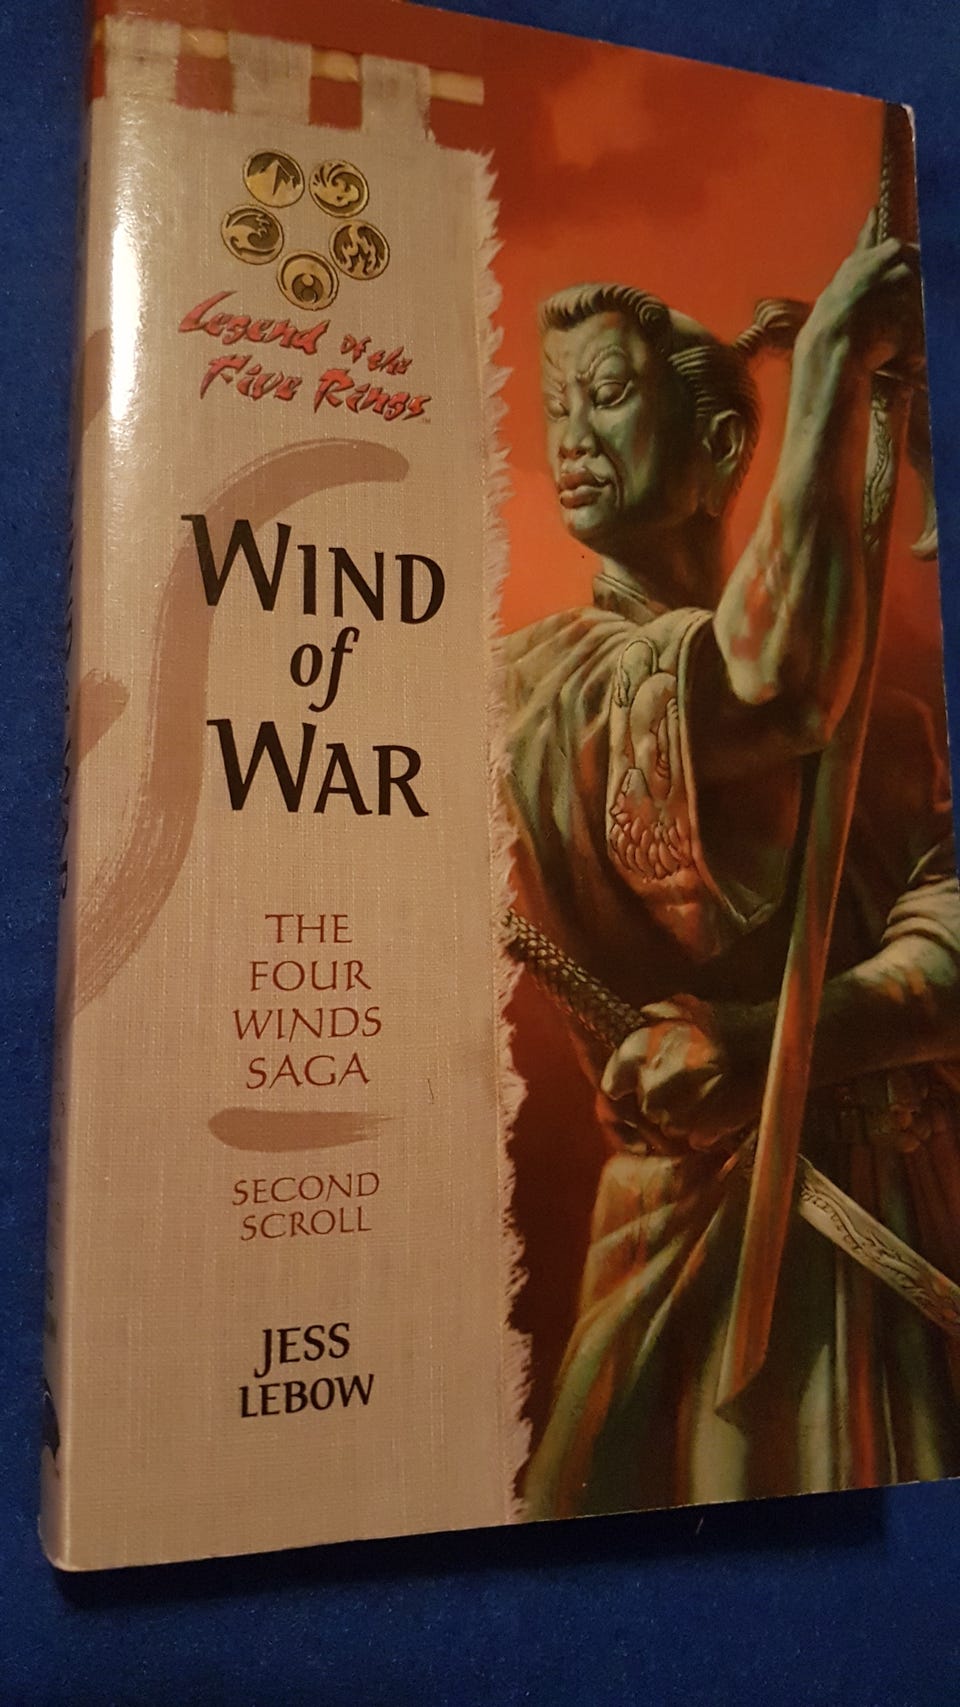 Legend of the
Five Rings
WIND
of
WAR
THE
FOUR
WINDS
SAGA
SECOND
SCROLL
JESS
LEBOW